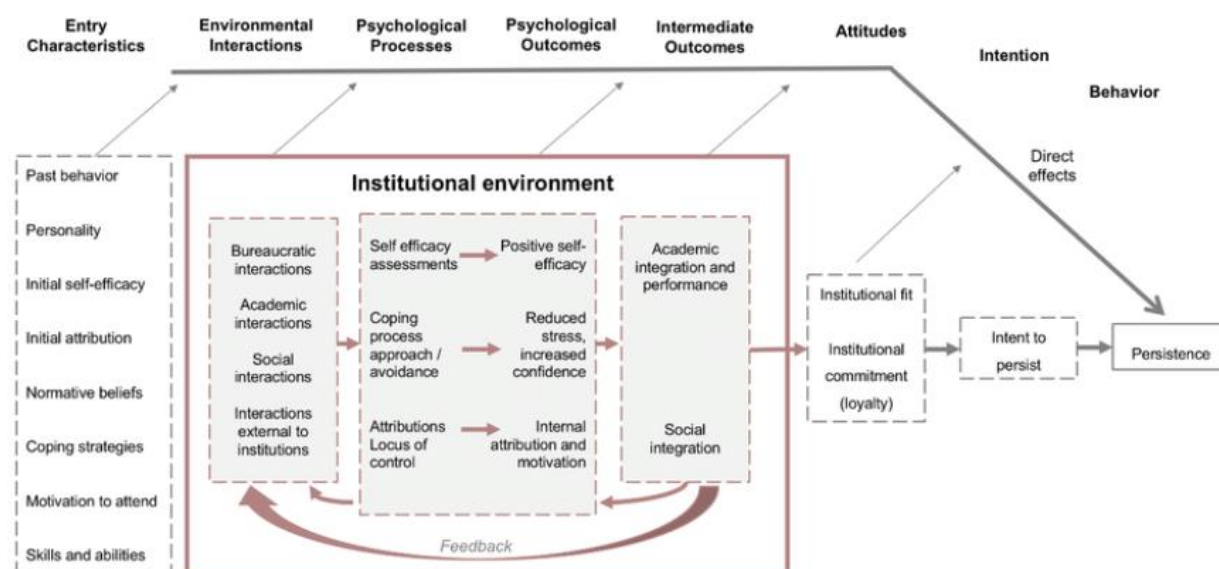 Entry
Characteristics
Environmental
Interactions
Psychological
Processes
Psychological
Outcomes
Intermediate
Outcomes
Attitudes
Intention
Behavior
Direct
effects
Past behavior
Personality
Initial self-efficacy
Initial attribution
Normative beliefs
Coping strategies
Motivation to attend
Skills and abilities
Institutional environment
Bureaucratic
interactions
Academic
interactions
Social
interactions
Interactions
external to
institutions
Self efficacy
assessments
Coping
process
approach /
avoidance
Attributions
Locus of
control
Positive self-
efficacy
Reduced
stress,
increased
confidence
Internal
attribution and
motivation
Academic
integration and
performance
Social
integration
Feedback
Institutional fit
Institutional
commitment
(loyalty)
Intent to
persist
Persistence